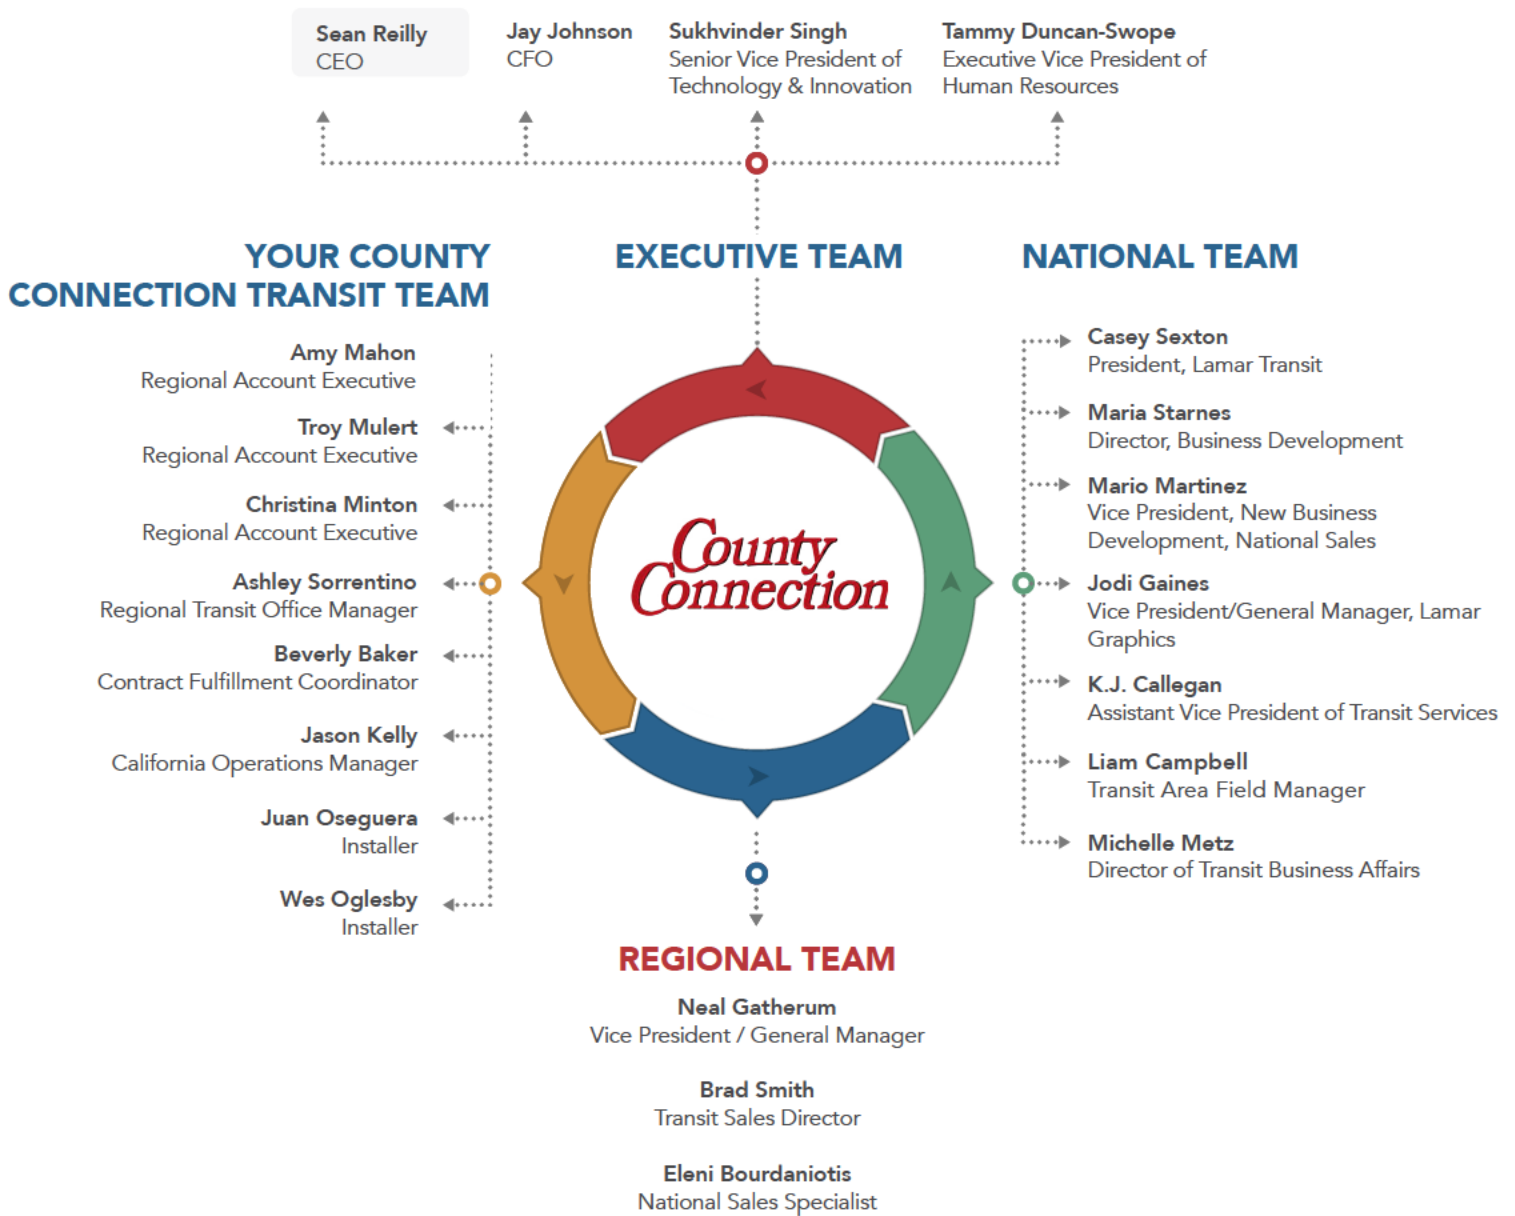 Sean Reilly
CEO
Jay Johnson
CFO
Sukhvinder Singh
Senior Vice President of
Technology & Innovation
Tammy Duncan-Swope
Executive Vice President of
Human Resources
YOUR COUNTY
CONNECTION TRANSIT TEAM
Amy Mahon
Regional Account Executive
Troy Mulert
Regional Account Executive
Christina Minton
Regional Account Executive
Ashley Sorrentino
Regional Transit Office Manager
Beverly Baker
Contract Fulfillment Coordinator
Jason Kelly
California Operations Manager
Juan Oseguera
Installer
Wes Oglesby
Installer
EXECUTIVE TEAM
County
Connection
NATIONAL TEAM
Casey Sexton
President, Lamar Transit
Maria Starnes
Director, Business Development
Mario Martinez
Vice President, New Business
Development, National Sales
Jodi Gaines
Vice President/General Manager, Lamar
Graphics
K.J. Callegan
Assistant Vice President of Transit Services
Liam Campbell
Transit Area Field Manager
Michelle Metz
Director of Transit Business Affairs
REGIONAL TEAM
Neal Gatherum
Vice President / General Manager
Brad Smith
Transit Sales Director
Eleni Bourdaniotis
National Sales Specialist